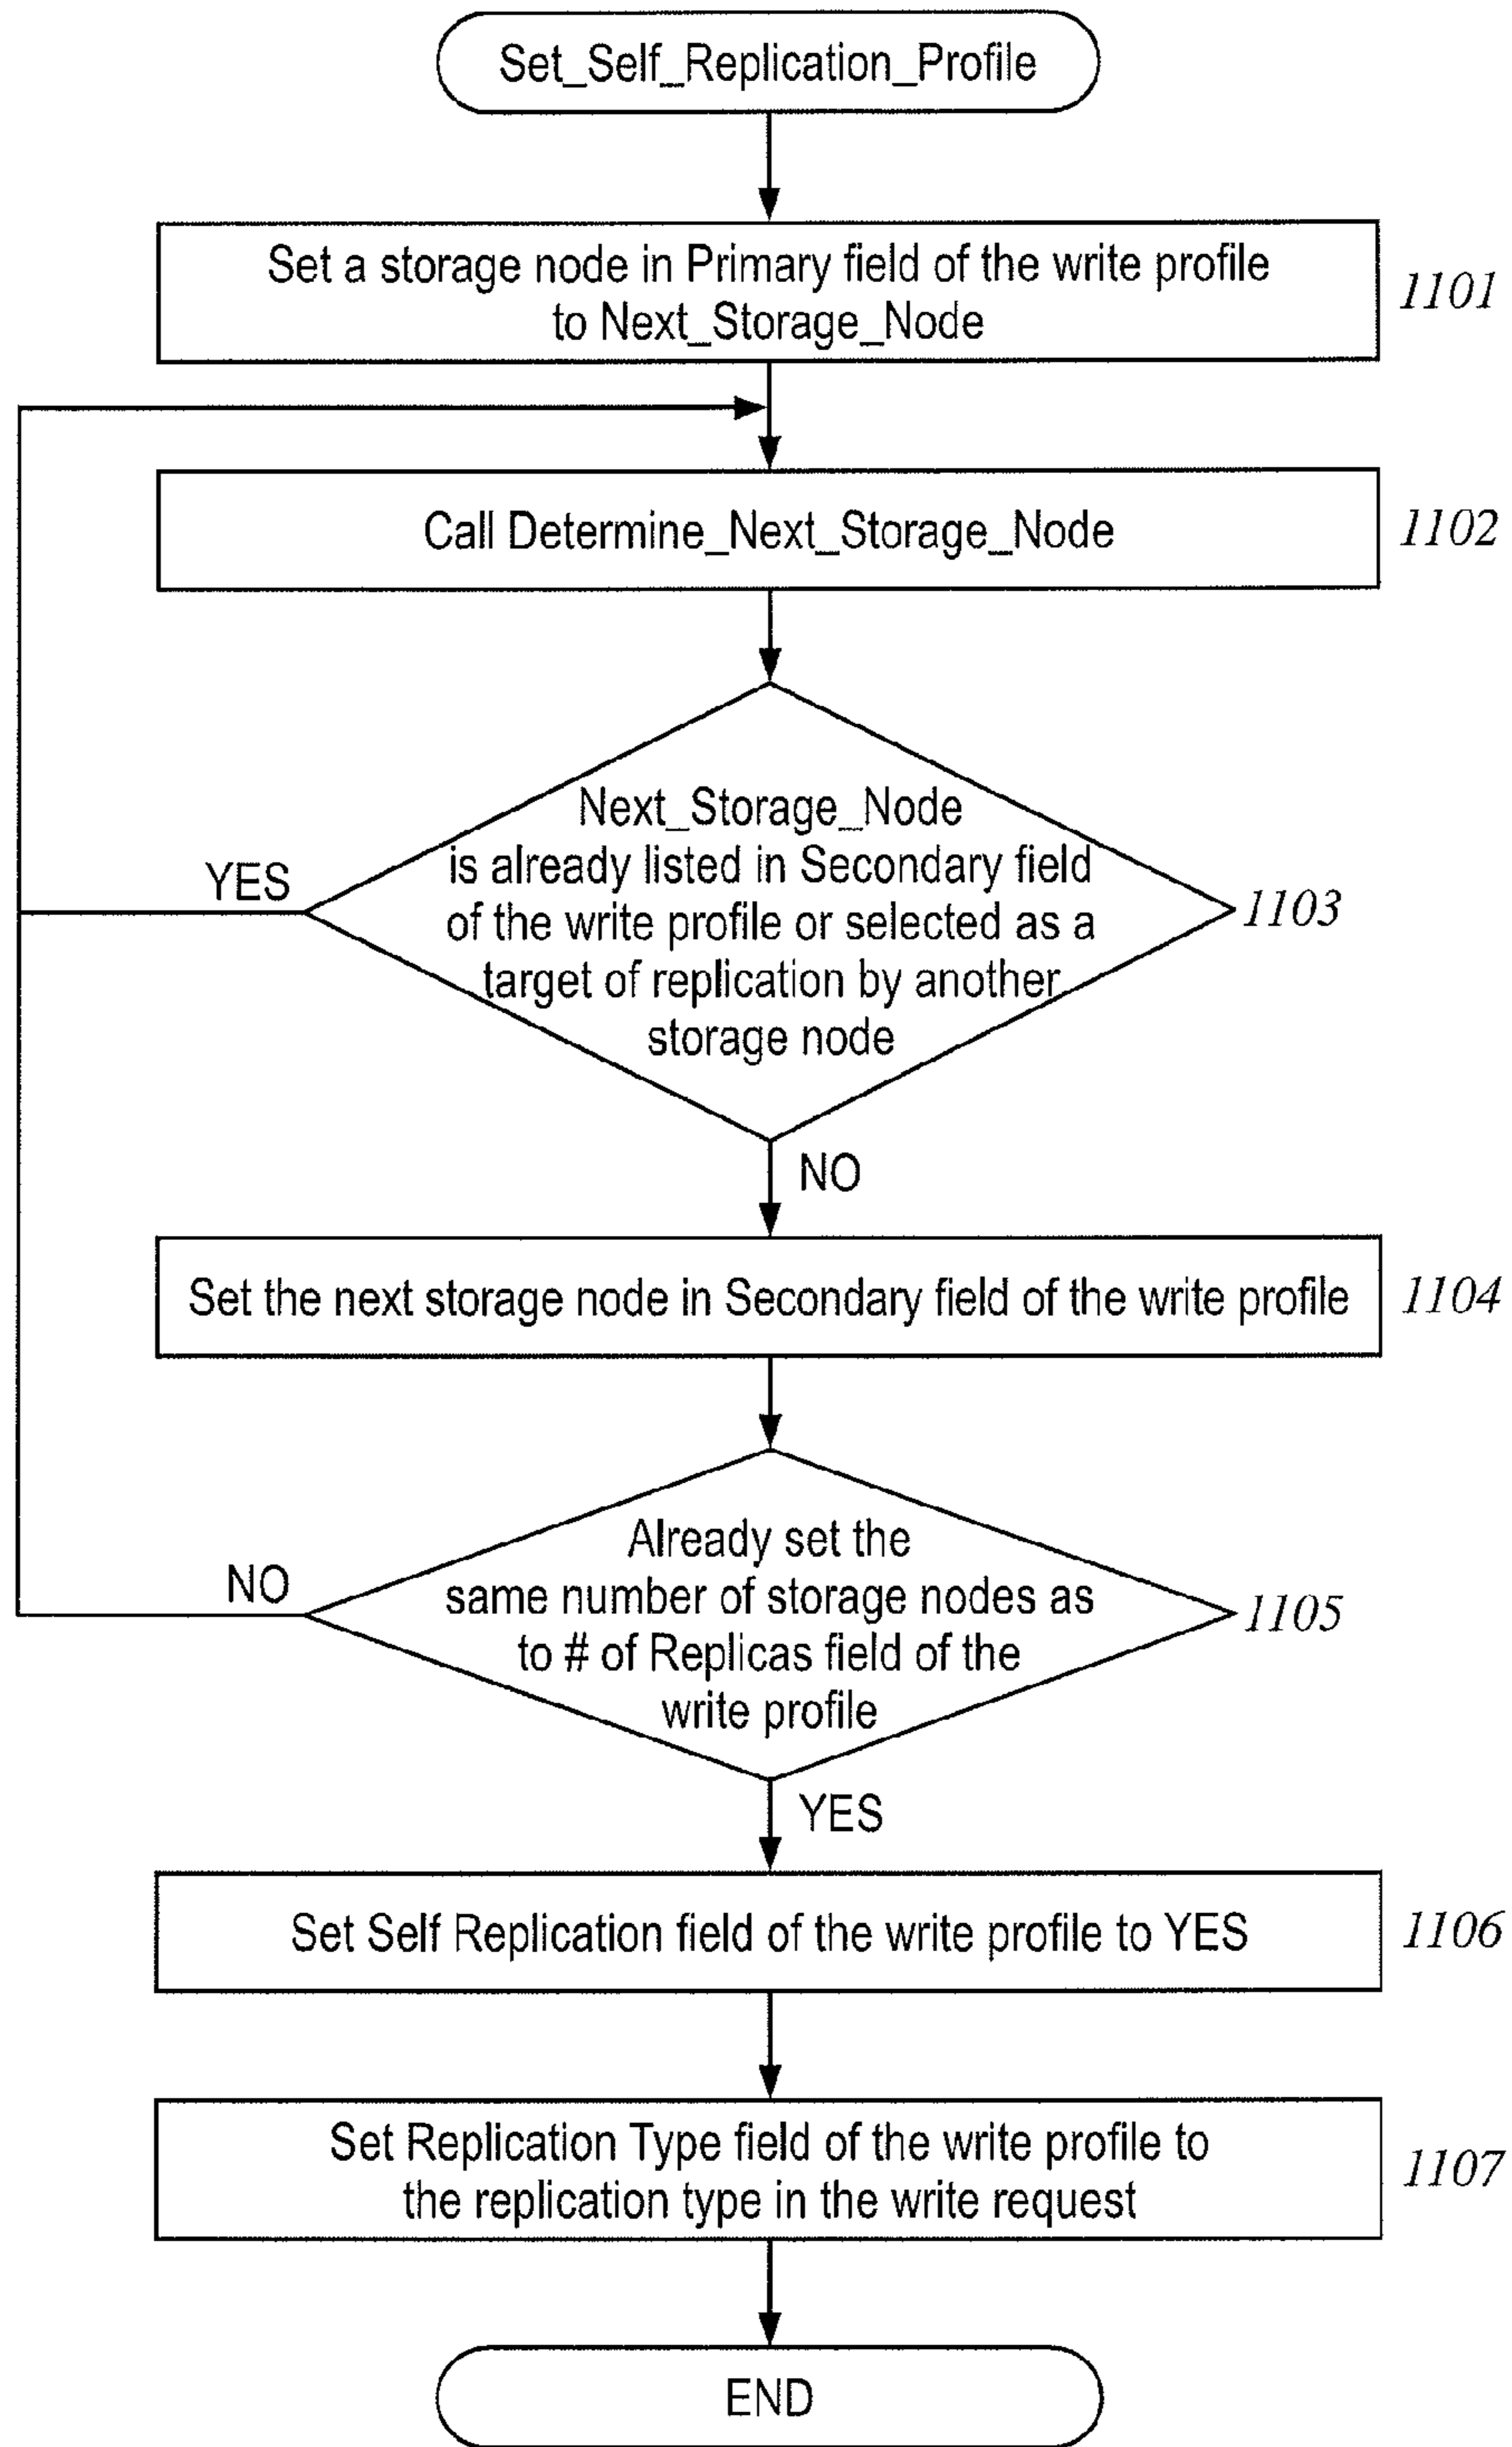 Set_Self_Replication_Profile
Set a storage node in Primary field of the write profile
to Next_Storage_Node
1101
Call Determine_Next_Storage_Node
1102
Next_Storage_Node
is already listed in Secondary field
of the write profile or selected as a
target of replication by another
storage node
YES
1103
NO
Set the next storage node in Secondary field of the write profile
1104
Already set the
same number of storage nodes as
to # of Replicas field of the
write profile
NO
1105
YES
Set Self Replication field of the write profile to YES
1106
Set Replication Type field of the write profile to
the replication type in the write request
1107
END